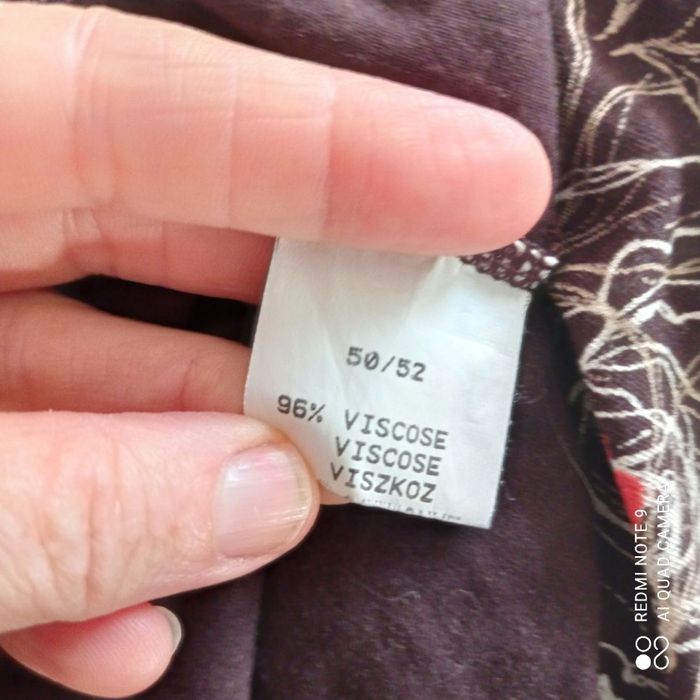 50/52
96% VISCOSE
VISCOSE
VISZKOZ
REDMI NOTE 9
AI QUAD CAMERA